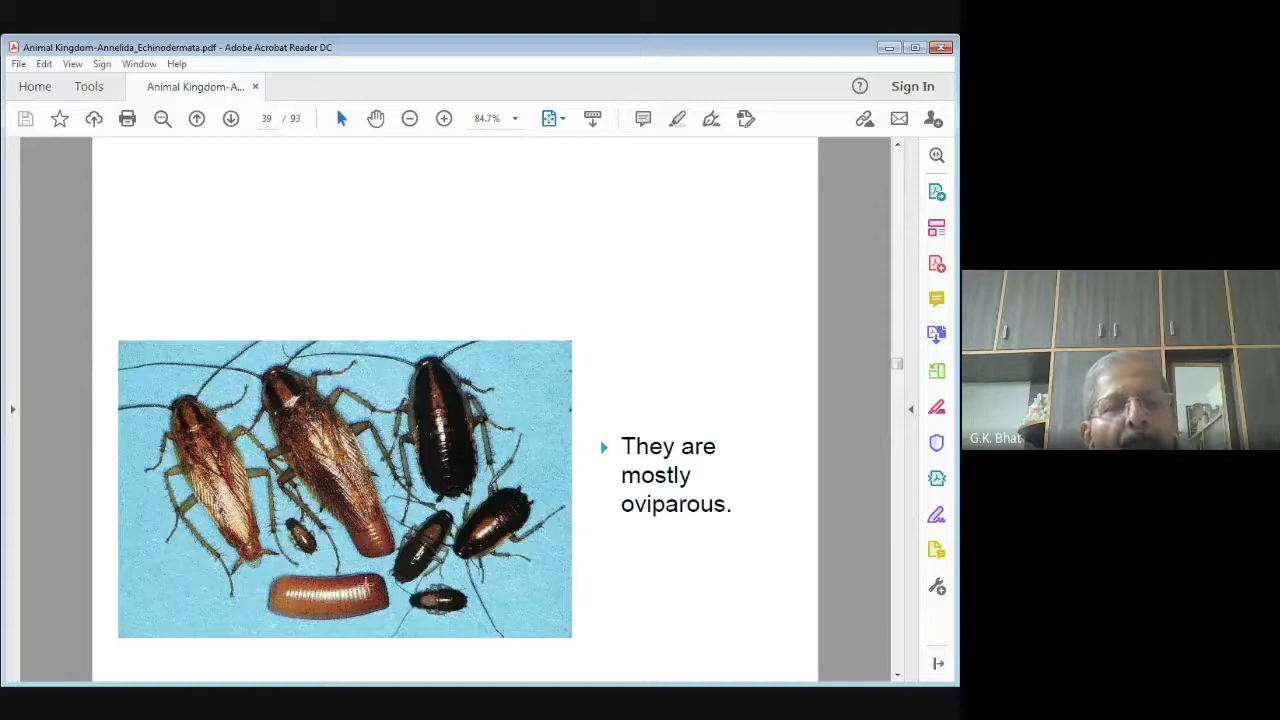 Animal Kingdom-Annelida_Echinodermata.pdf - Adobe Acrobat Reader DC
File Edit View Sign Window Help
Home Tools Animal Kingdom-A... × Sign In
39 / 93 84.7%
They are
mostly
oviparous.
G.K. Bhat